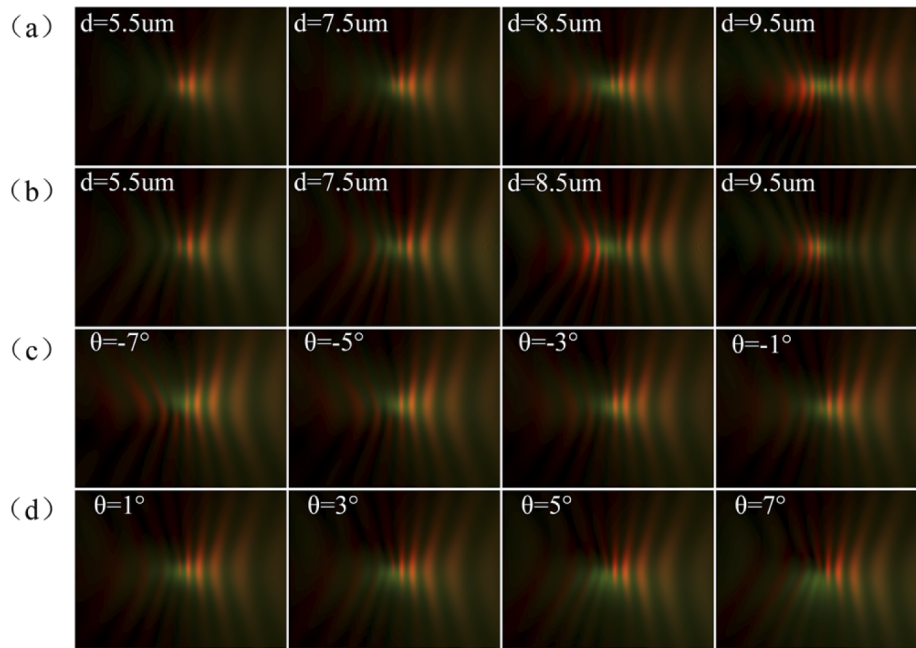 （a） d=5.5um d=7.5um d=8.5um d=9.5um
（b） d=5.5um d=7.5um d=8.5um d=9.5um
（c） θ=-7° θ=-5° θ=-3° θ=-1°
（d） θ=1° θ=3° θ=5° θ=7°